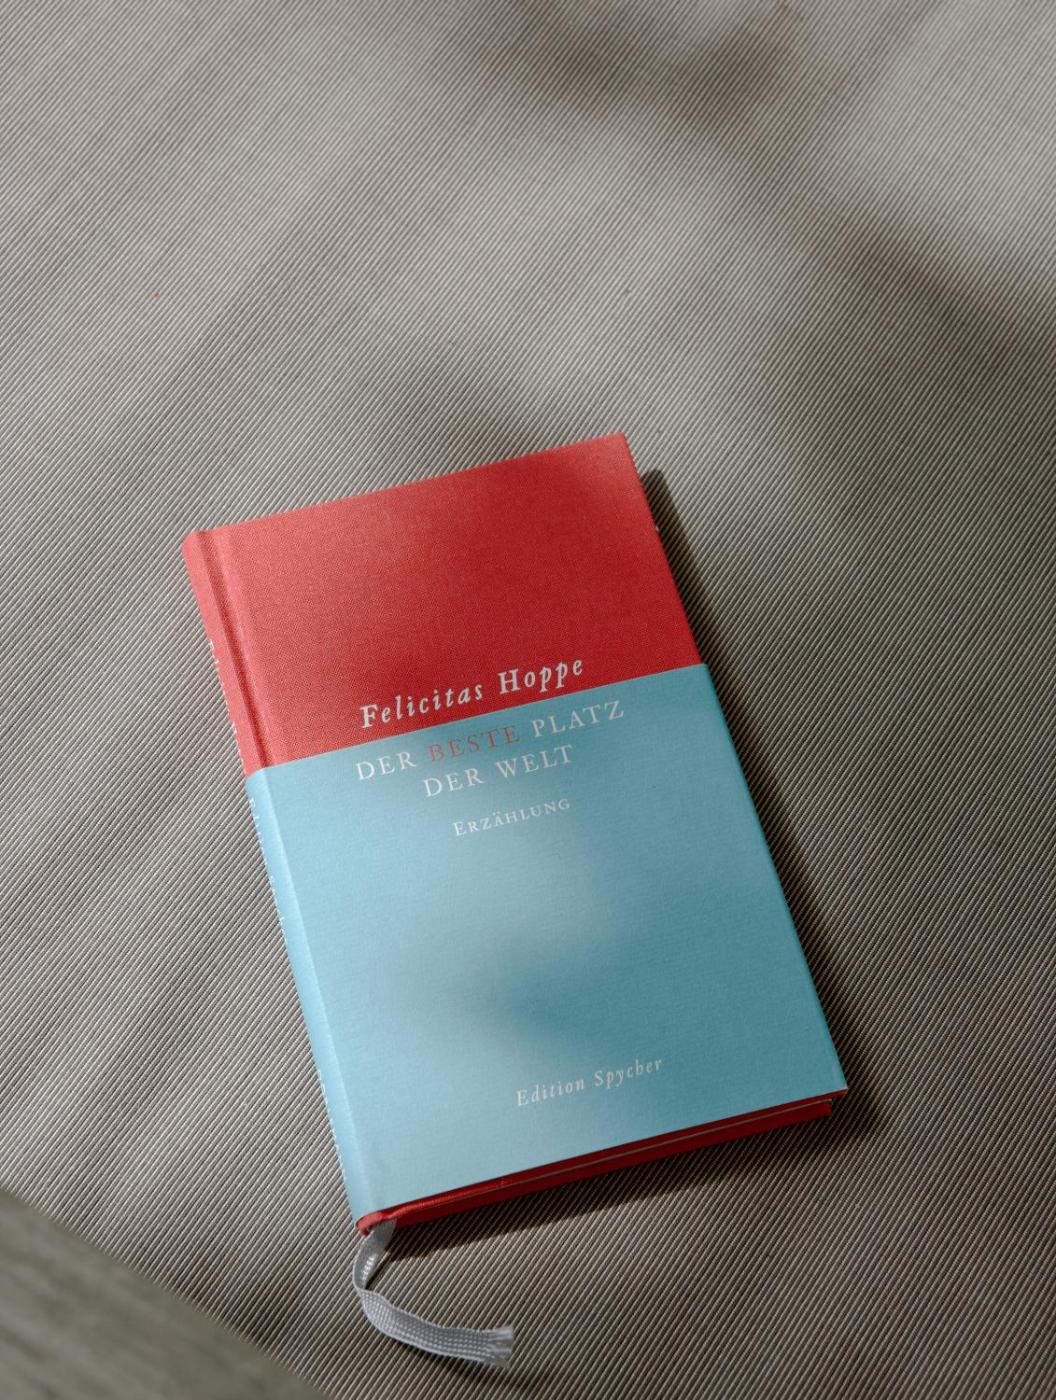 Felicitas Hoppe
DER BESTE PLATZ
DER WELT
ERZÄHLUNG
Edition Spycher